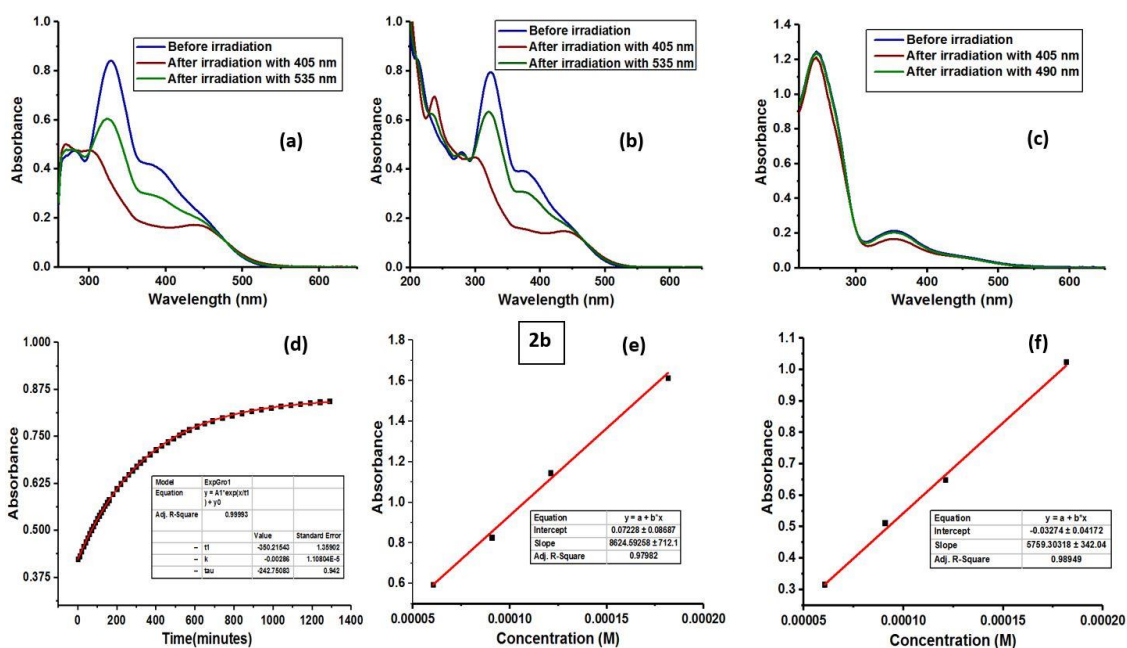 1.0
0.8
0.6
0.4
0.2
0.0
Absorbance
Before irradiation
After irradiation with 405 nm
After irradiation with 535 nm
(a)
300 400 500 600
Wavelength (nm)
1.0
0.8
0.6
0.4
0.2
0.0
Absorbance
Before irradiation
After irradiation with 405 nm
After irradiation with 535 nm
(b)
200 300 400 500 600
Wavelength (nm)
1.4
1.2
1.0
0.8
0.6
0.4
0.2
0.0
Absorbance
Before irradiation
After irradiation with 405 nm
After irradiation with 490 nm
(c)
300 400 500 600
Wavelength (nm)
1.000
0.875
0.750
0.625
0.500
0.375
Absorbance
(d)
Model ExpGro1
Equation y = A1*exp(x/t1
) + y0
Adj. R-Square 0.99993
Value Standard Error
-- t1 -350.21543 1.35902
-- k -0.00286 1.10804E-5
-- tau -242.75083 0.942
0 200 400 600 800 1000 1200 1400
Time(minutes)
2b
1.8
1.6
1.4
1.2
1.0
0.8
0.6
Absorbance
(e)
Equation y = a + b*x
Intercept 0.07228 ± 0.08687
Slope 8624.59258 ± 712.1
Adj. R-Square 0.97982
0.00005 0.00010 0.00015 0.00020
Concentration (M)
1.1
1.0
0.9
0.8
0.7
0.6
0.5
0.4
0.3
Absorbance
(f)
Equation y = a + b*x
Intercept -0.03274 ± 0.04172
Slope 5759.30318 ± 342.04
Adj. R-Square 0.98949
0.00005 0.00010 0.00015 0.00020
Concentration (M)